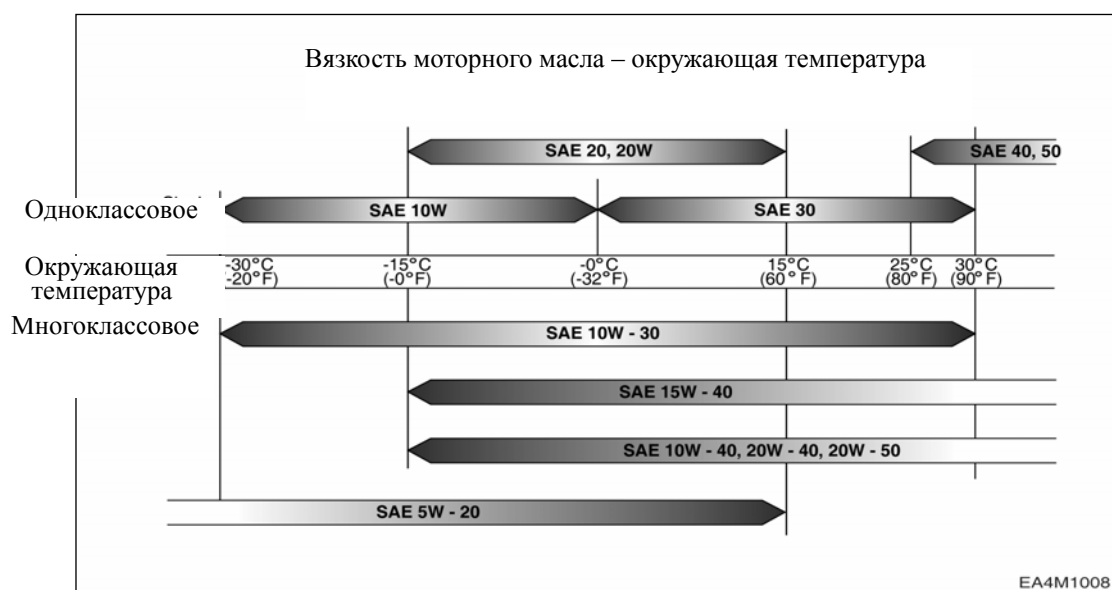 Вязкость моторного масла – окружающая температура
SAE 20, 20W
SAE 40, 50
Одноклассовое
SAE 10W
SAE 30
Окружающая
температура
-30°C
(-20°F)
-15°C
(-0°F)
-0°C
(-32°F)
15°C
(60°F)
25°C
(80°F)
30°C
(90°F)
Многоклассовое
SAE 10W - 30
SAE 15W - 40
SAE 10W - 40, 20W - 40, 20W - 50
SAE 5W - 20
EA4M1008